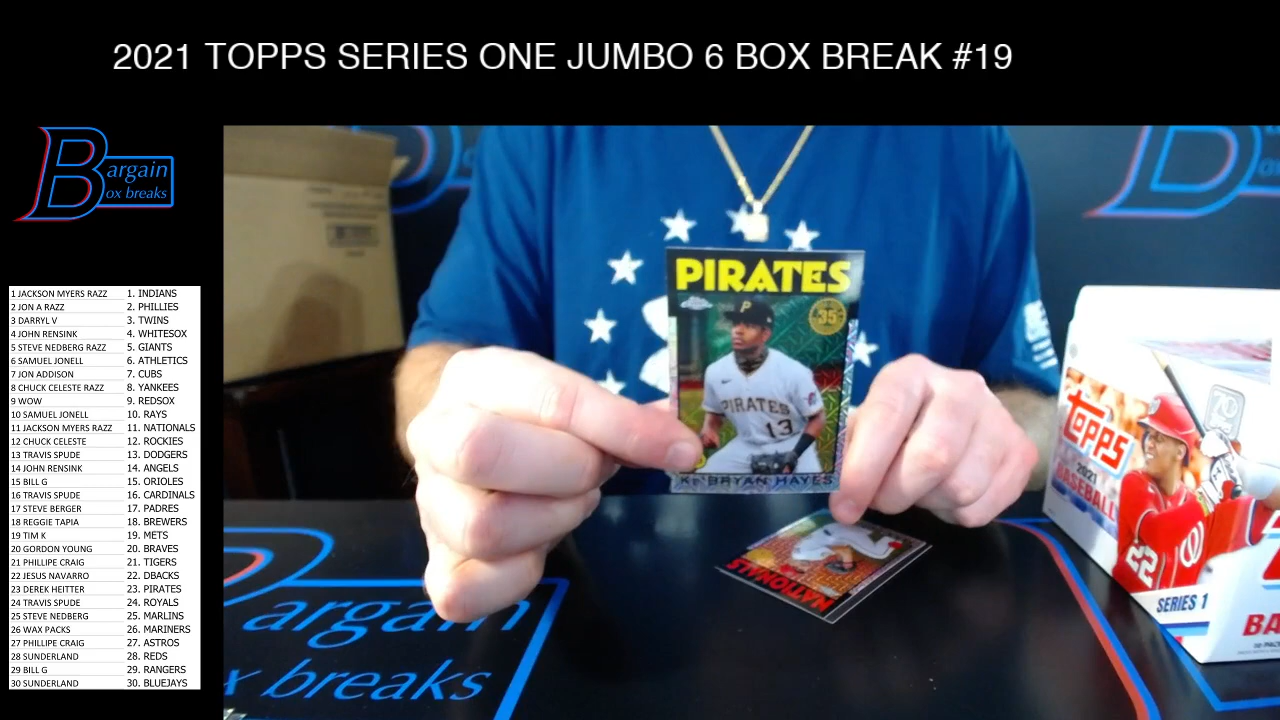 2021 TOPPS SERIES ONE JUMBO 6 BOX BREAK #19
Bargain
Box breaks
1 JACKSON MYERS RAZZ 1. INDIANS
2 JON A RAZZ 2. PHILLIES
3 DARRYL V 3. TWINS
4 JOHN RENSINK 4. WHITESOX
5 STEVE NEDBERG RAZZ 5. GIANTS
6 SAMUEL JONELL 6. ATHLETICS
7 JON ADDISON 7. CUBS
8 CHUCK CELESTE RAZZ 8. YANKEES
9 WOW 9. REDSOX
10 SAMUEL JONELL 10. RAYS
11 JACKSON MYERS RAZZ 11. NATIONALS
12 CHUCK CELESTE 12. ROCKIES
13 TRAVIS SPUDE 13. DODGERS
14 JOHN RENSINK 14. ANGELS
15 BILL G 15. ORIOLES
16 TRAVIS SPUDE 16. CARDINALS
17 STEVE BERGER 17. PADRES
18 REGGIE TAPIA 18. BREWERS
19 TIM K 19. METS
20 GORDON YOUNG 20. BRAVES
21 PHILLIPE CRAIG 21. TIGERS
22 JESUS NAVARRO 22. DBACKS
23 DEREK HEITTER 23. PIRATES
24 TRAVIS SPUDE 24. ROYALS
25 STEVE NEDBERG 25. MARLINS
26 WAX PACKS 26. MARINERS
27 PHILLIPE CRAIG 27. ASTROS
28 SUNDERLAND 28. REDS
29 BILL G 29. RANGERS
30 SUNDERLAND 30. BLUEJAYS
PIRATES
P
35
PIRATES
13
KE'BRYAN HAYES
NATIONALS
TOPPS
2021
BASEBALL
70
W
22
SERIES 1
BA
argain
x breaks